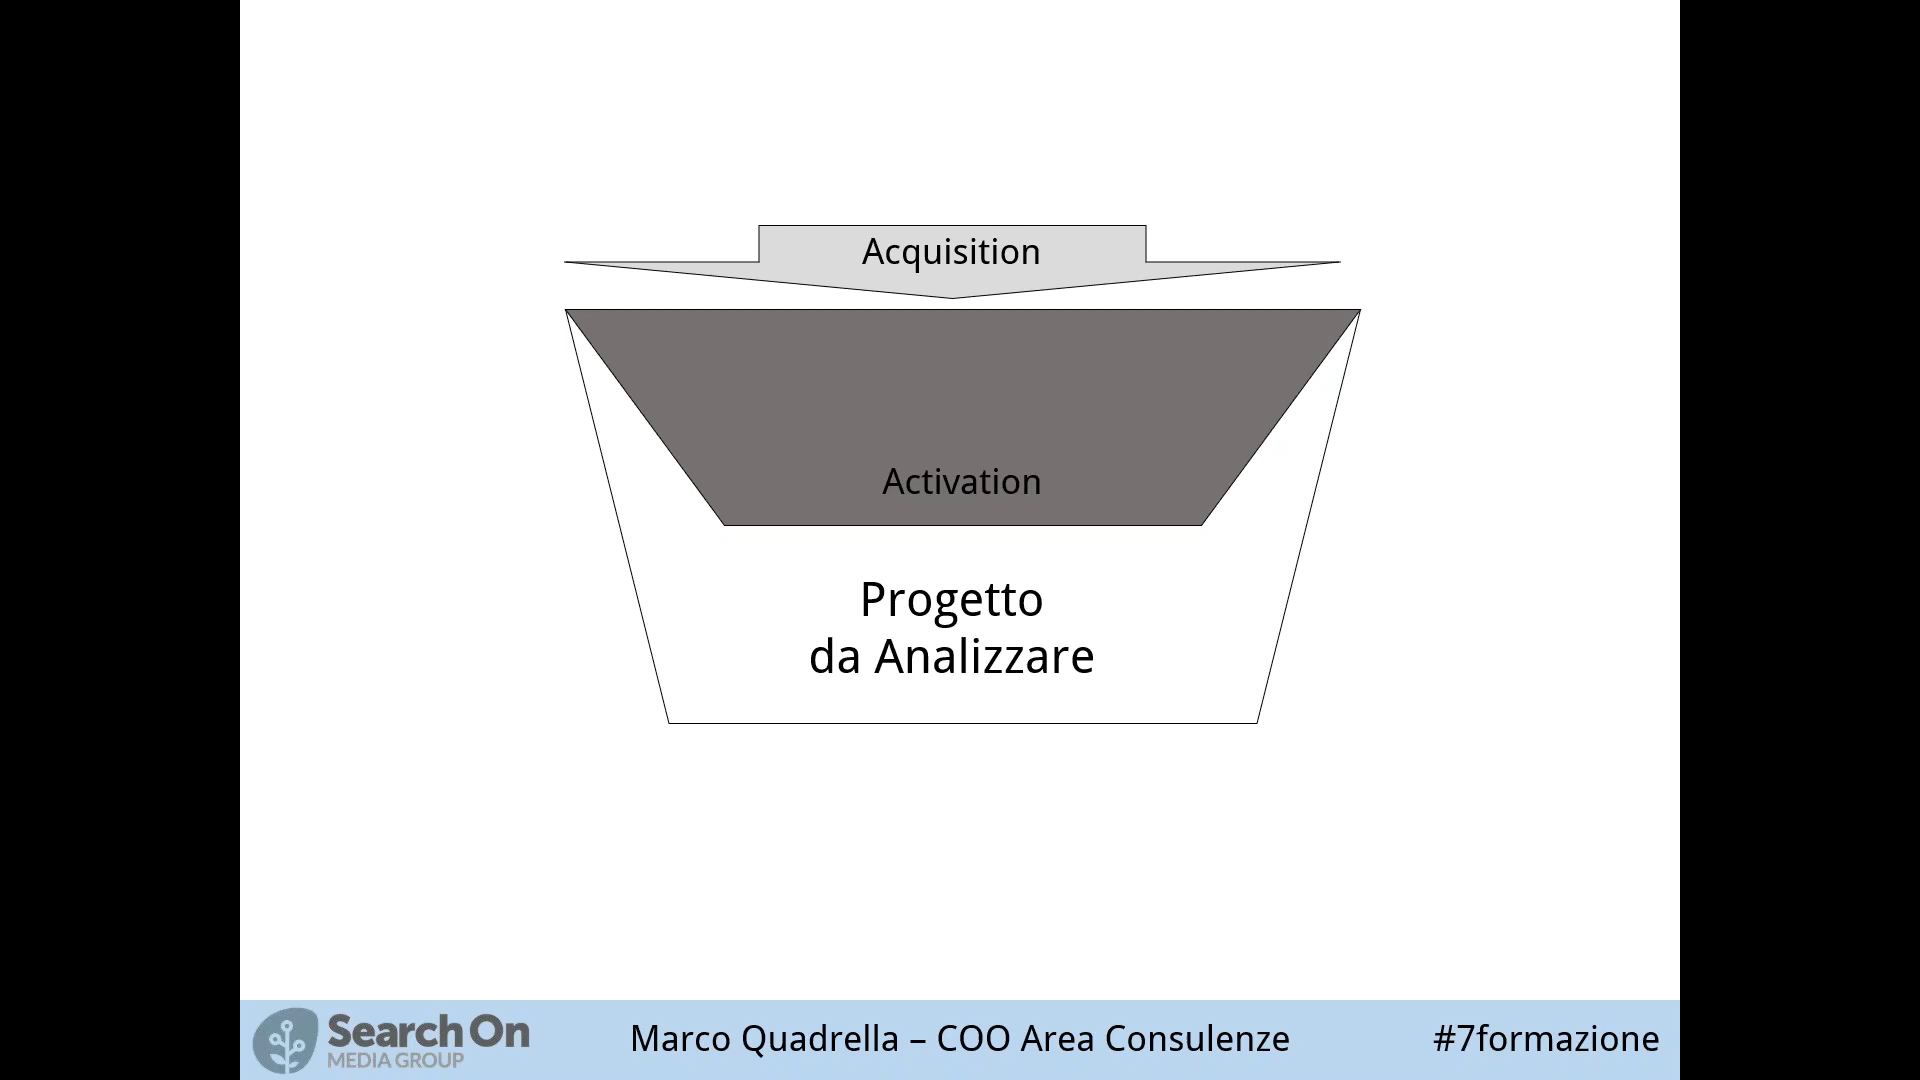 Acquisition
Activation
Progetto
da Analizzare
Search On
MEDIA GROUP
Marco Quadrella – COO Area Consulenze
#7formazione